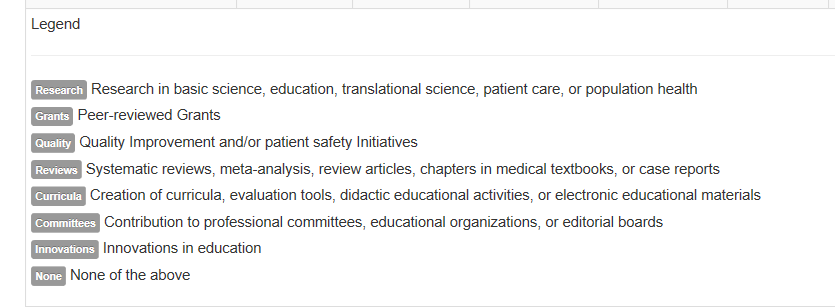 Legend
Research Research in basic science, education, translational science, patient care, or population health
Grants Peer-reviewed Grants
Quality Quality Improvement and/or patient safety Initiatives
Reviews Systematic reviews, meta-analysis, review articles, chapters in medical textbooks, or case reports
Curricula Creation of curricula, evaluation tools, didactic educational activities, or electronic educational materials
Committees Contribution to professional committees, educational organizations, or editorial boards
Innovations Innovations in education
None None of the above